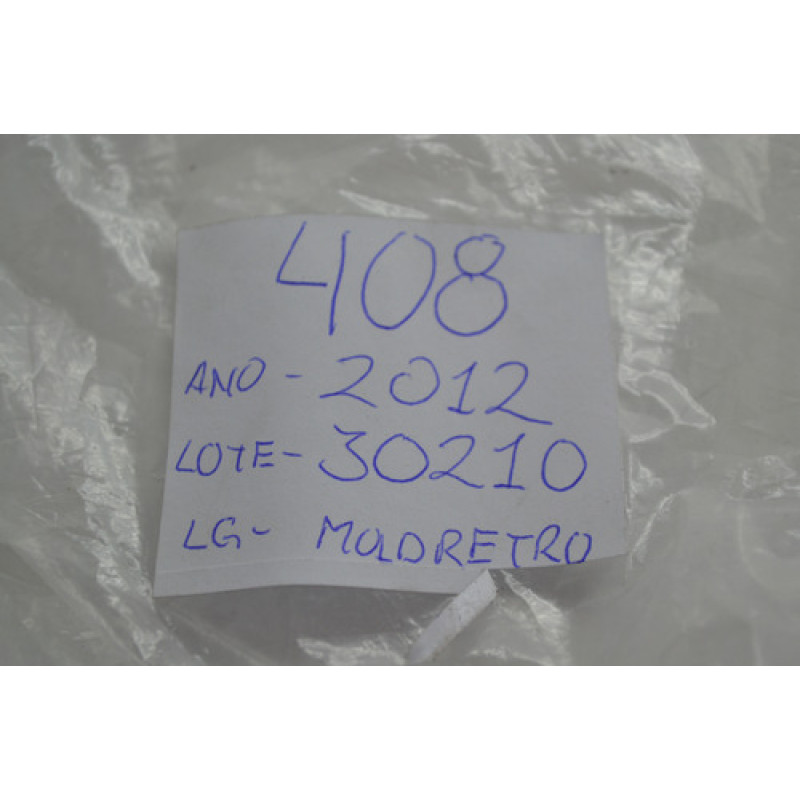 408
ANO - 2012
LOTE - 30210
LG - MOLDRETRO